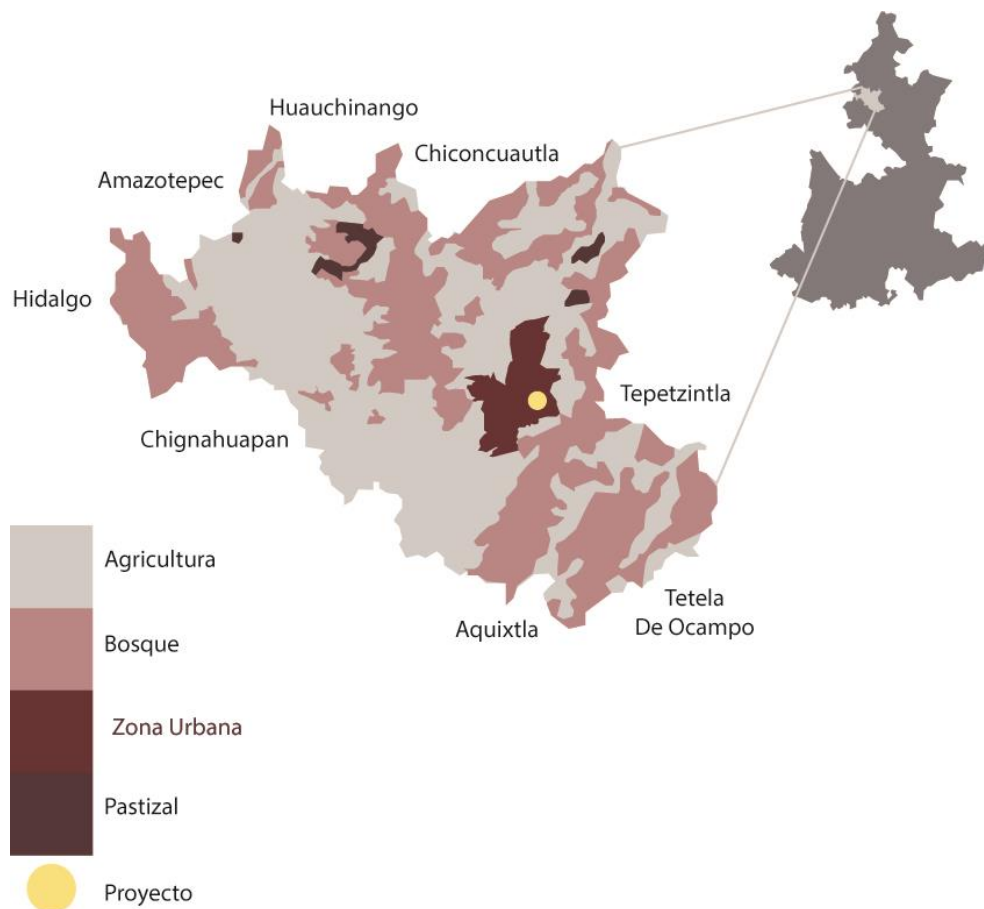 Huauchinango
Chiconcuautla
Amazotepec
Hidalgo
Tepetzintla
Chignahuapan
Agricultura
Tetela
De Ocampo
Aquixtla
Bosque
Zona Urbana
Pastizal
Proyecto